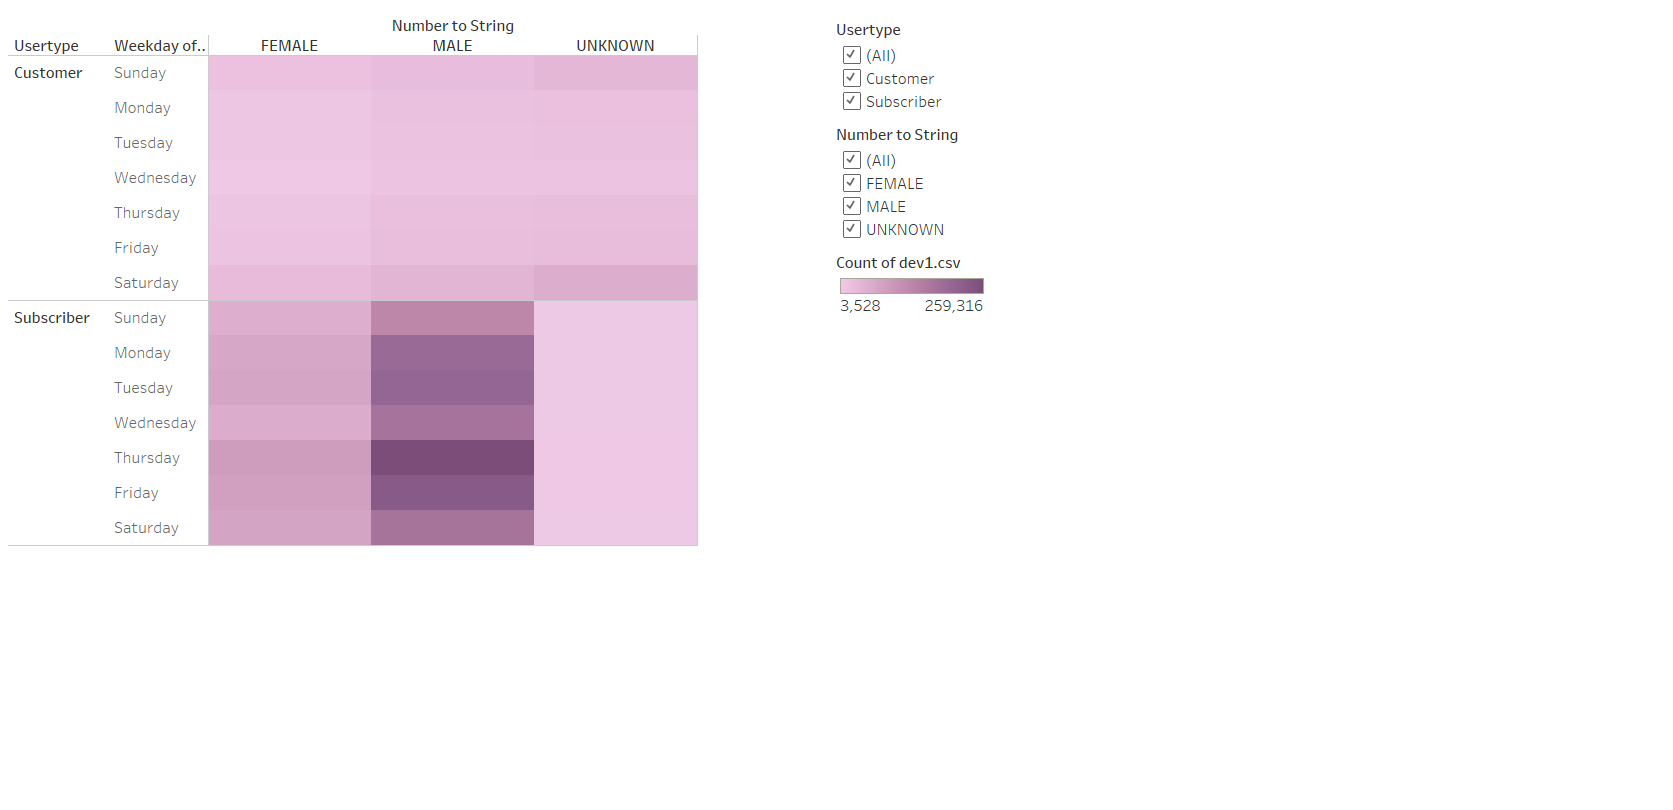 Number to String
Usertype Weekday of.. FEMALE MALE UNKNOWN
Customer Sunday
Monday
Tuesday
Wednesday
Thursday
Friday
Saturday
Subscriber Sunday
Monday
Tuesday
Wednesday
Thursday
Friday
Saturday
Usertype
(All)
Customer
Subscriber
Number to String
(All)
FEMALE
MALE
UNKNOWN
Count of dev1.csv
3,528 259,316